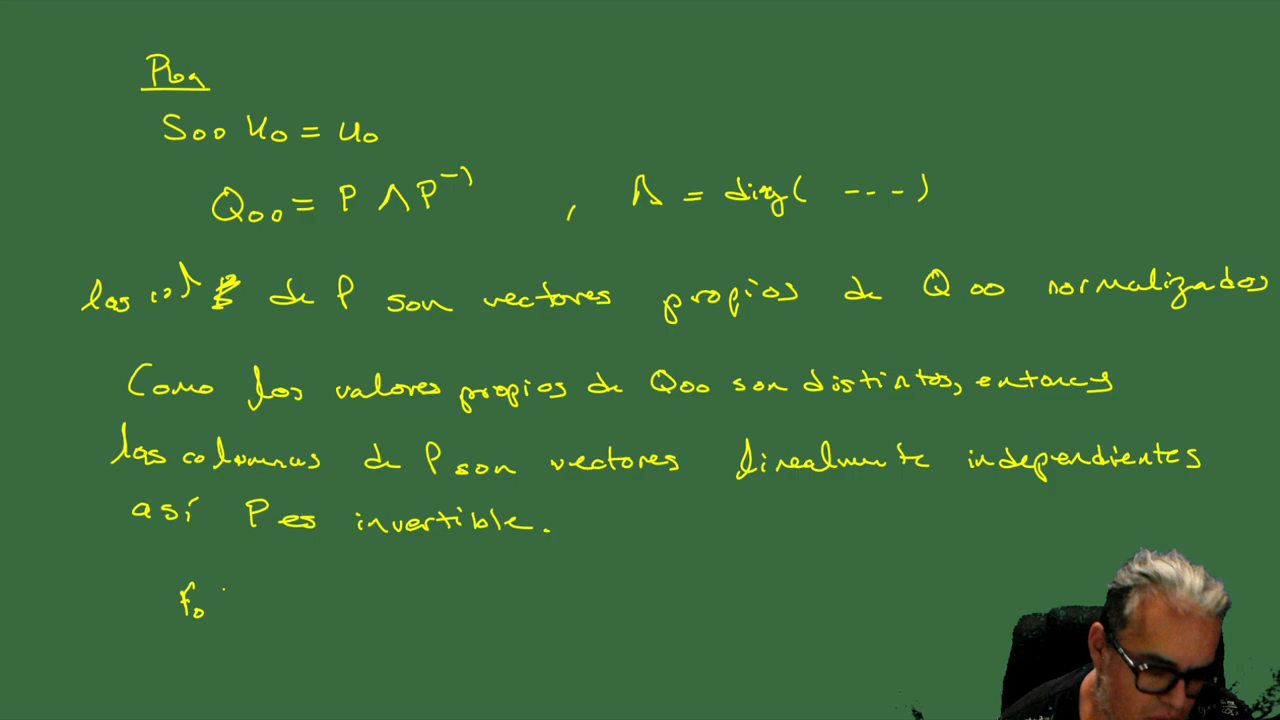 S₀₀ u₀ = u₀
Q₀₀ = P Λ P⁻¹ , Λ = diag( ---)
las col de P son vectores propios de Q₀₀ normalizados
Como los valores propios de Q₀₀ son distintos, entonces
las columnas de P son vectores linealmente independientes
así P es invertible.
f₀